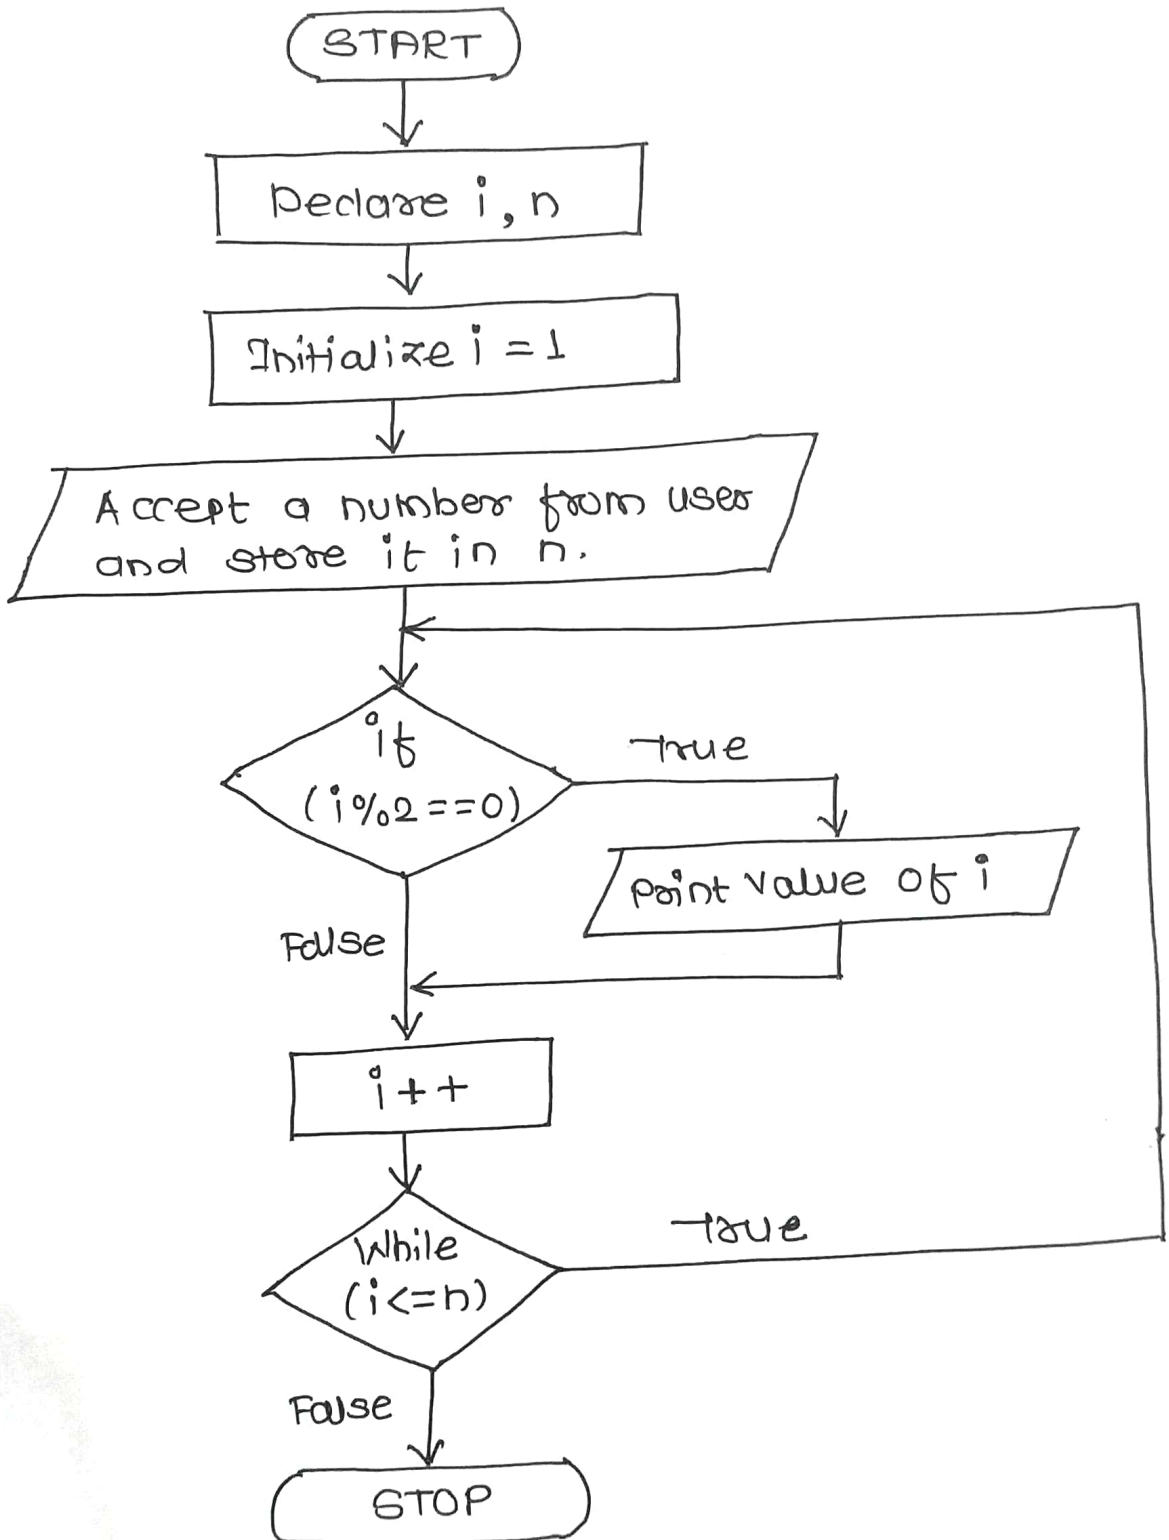 START
Declare i, n
Initialize i = 1
Accept a number from user
and store it in n.
if
(i%2==0)
True
Print value of i
False
i++
While
(i<=n)
True
False
STOP